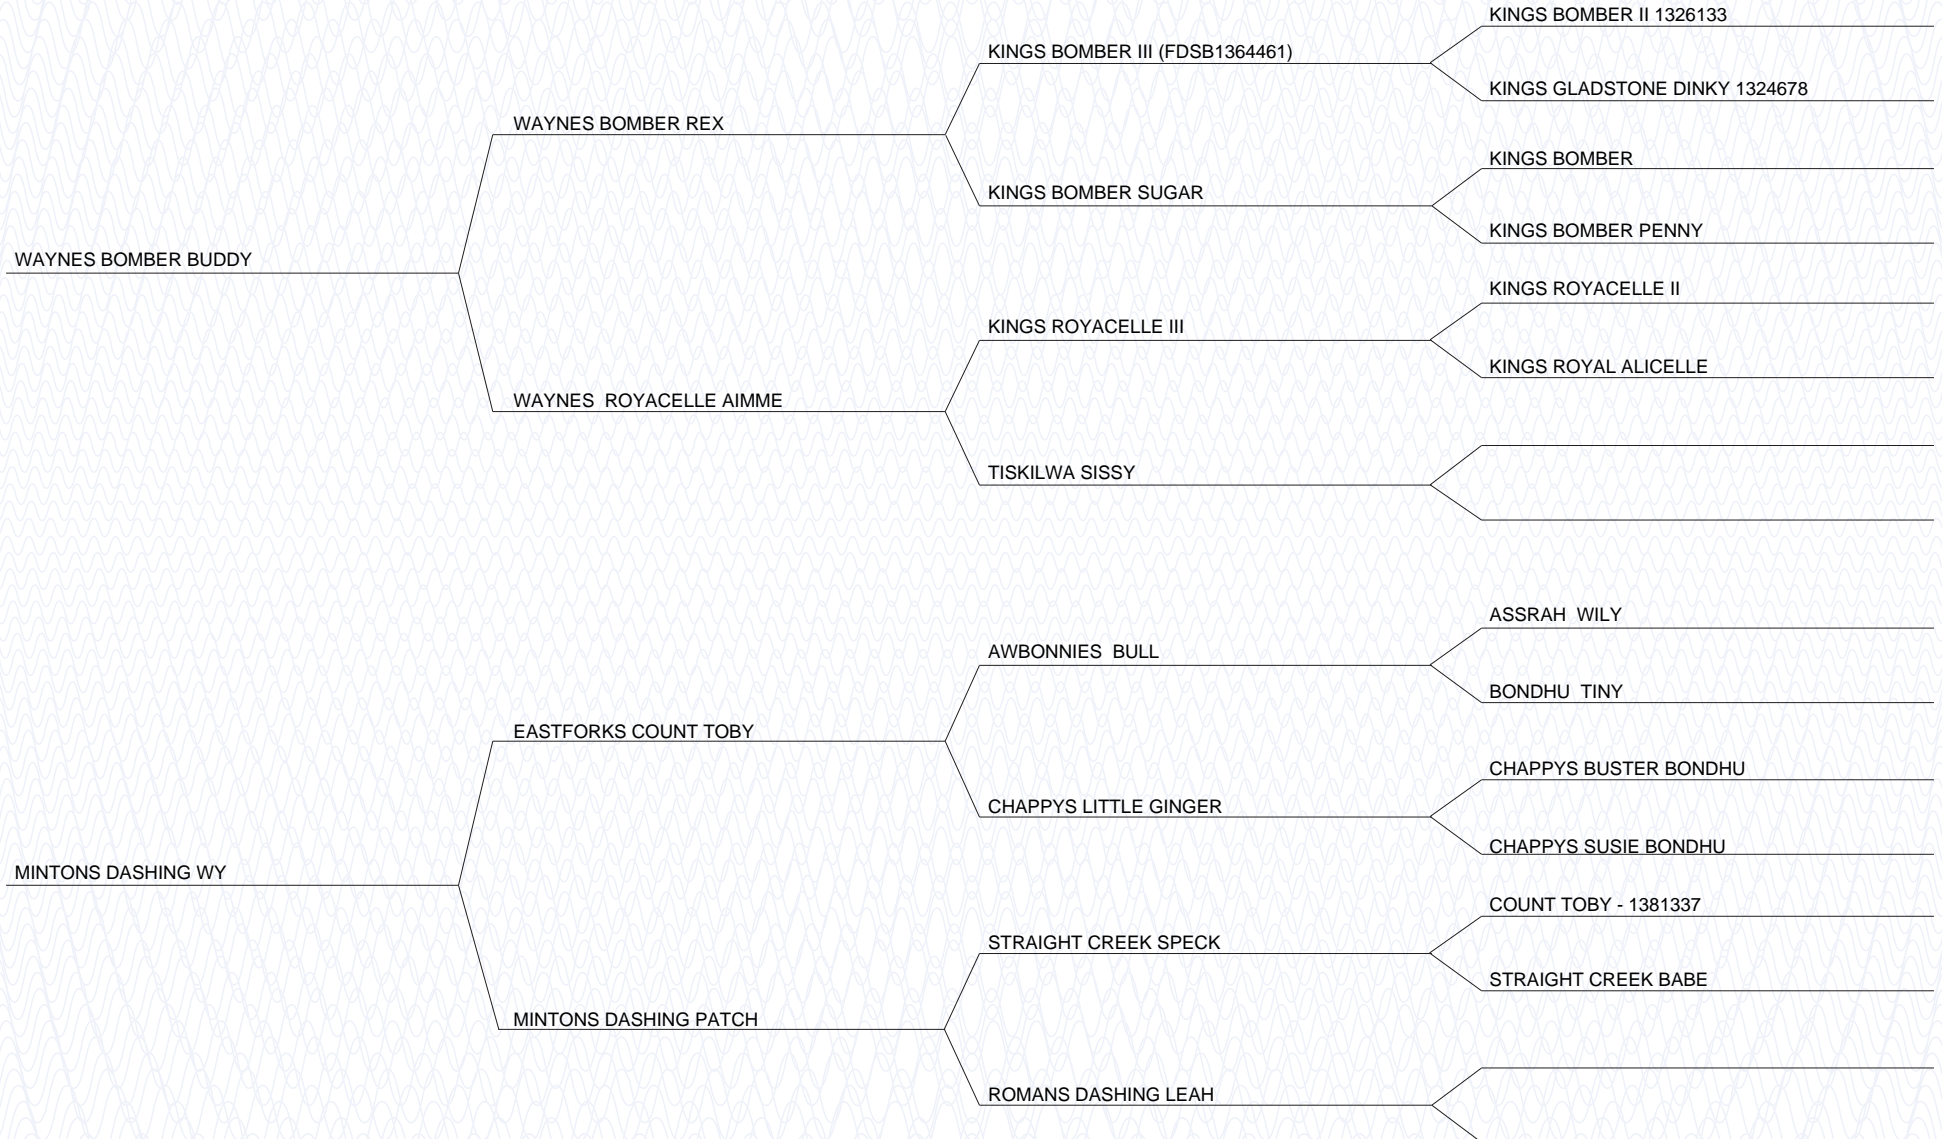 KINGS BOMBER II 1326133
KINGS BOMBER III (FDSB1364461)
KINGS GLADSTONE DINKY 1324678
WAYNES BOMBER REX
KINGS BOMBER
KINGS BOMBER SUGAR
KINGS BOMBER PENNY
WAYNES BOMBER BUDDY
KINGS ROYACELLE II
KINGS ROYACELLE III
KINGS ROYAL ALICELLE
WAYNES  ROYACELLE AIMME
TISKILWA SISSY
ASSRAH  WILY
AWBONNIES  BULL
BONDHU  TINY
EASTFORKS COUNT TOBY
CHAPPYS BUSTER BONDHU
CHAPPYS LITTLE GINGER
CHAPPYS SUSIE BONDHU
MINTONS DASHING WY
COUNT TOBY - 1381337
STRAIGHT CREEK SPECK
STRAIGHT CREEK BABE
MINTONS DASHING PATCH
ROMANS DASHING LEAH